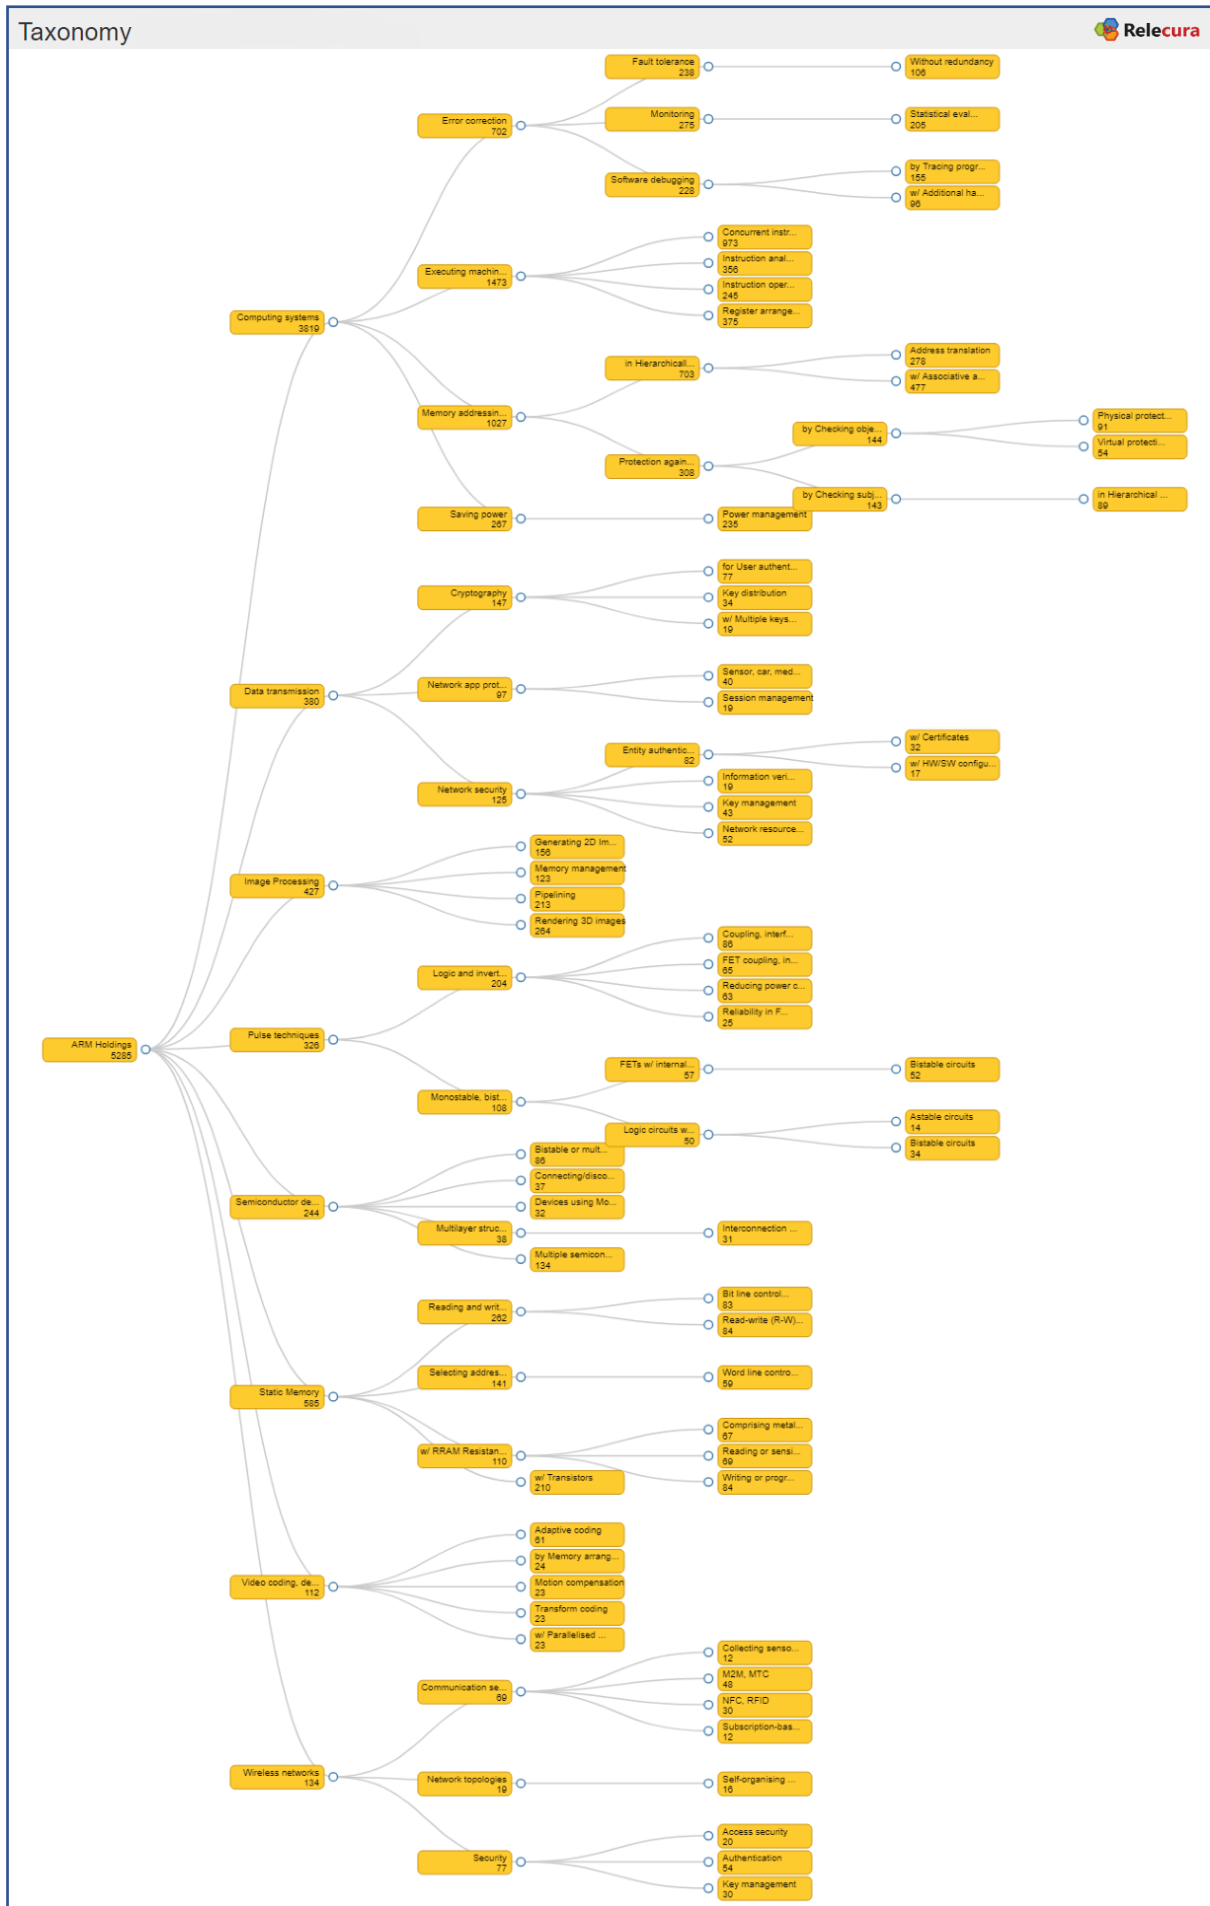 Taxonomy
Relecura
Fault tolerance
238
Without redundancy
106
Error correction
702
Monitoring
275
Statistical eval...
205
Software debugging
228
by Tracing progr...
155
w/ Additional ha...
96
Computing systems
3819
Executing machin...
1473
Concurrent instr...
973
Instruction anal...
356
Instruction oper...
245
Register arrange...
375
Memory addressin...
1027
in Hierarchicall...
703
Address translation
278
w/ Associative a...
477
Protection again...
308
by Checking obje...
144
Physical protect...
91
Virtual protecti...
54
by Checking subj...
143
in Hierarchical ...
89
Saving power
267
Power management
235
Data transmission
380
Cryptography
147
for User authent...
77
Key distribution
34
w/ Multiple keys...
19
Network app prot...
97
Sensor, car, med...
40
Session management
19
Network security
125
Entity authentic...
82
w/ Certificates
32
w/ HW/SW configu...
17
Information veri...
19
Key management
43
Network resource...
52
Image Processing
427
Generating 2D Im...
156
Memory management
123
Pipelining
213
Rendering 3D images
264
ARM Holdings
5285
Pulse techniques
326
Logic and invert...
204
Coupling, interf...
86
FET coupling, in...
65
Reducing power c...
63
Reliability in F...
25
Monostable, bist...
108
FETs w/ internal...
57
Bistable circuits
52
Logic circuits w...
50
Astable circuits
14
Bistable circuits
34
Semiconductor de...
244
Bistable or mult...
86
Connecting/disco...
37
Devices using Mo...
32
Multilayer struc...
38
Interconnection ...
31
Multiple semicon...
134
Static Memory
585
Reading and writ...
262
Bit line control...
83
Read-write (R-W)...
84
Selecting addres...
141
Word line contro...
59
w/ RRAM Resistan...
110
Comprising metal...
67
Reading or sensi...
69
Writing or progr...
84
w/ Transistors
210
Video coding, de...
112
Adaptive coding
61
by Memory arrang...
24
Motion compensation
23
Transform coding
23
w/ Parallelised ...
23
Wireless networks
134
Communication se...
69
Collecting senso...
12
M2M, MTC
48
NFC, RFID
30
Subscription-bas...
12
Network topologies
19
Self-organising ...
16
Security
77
Access security
20
Authentication
54
Key management
30